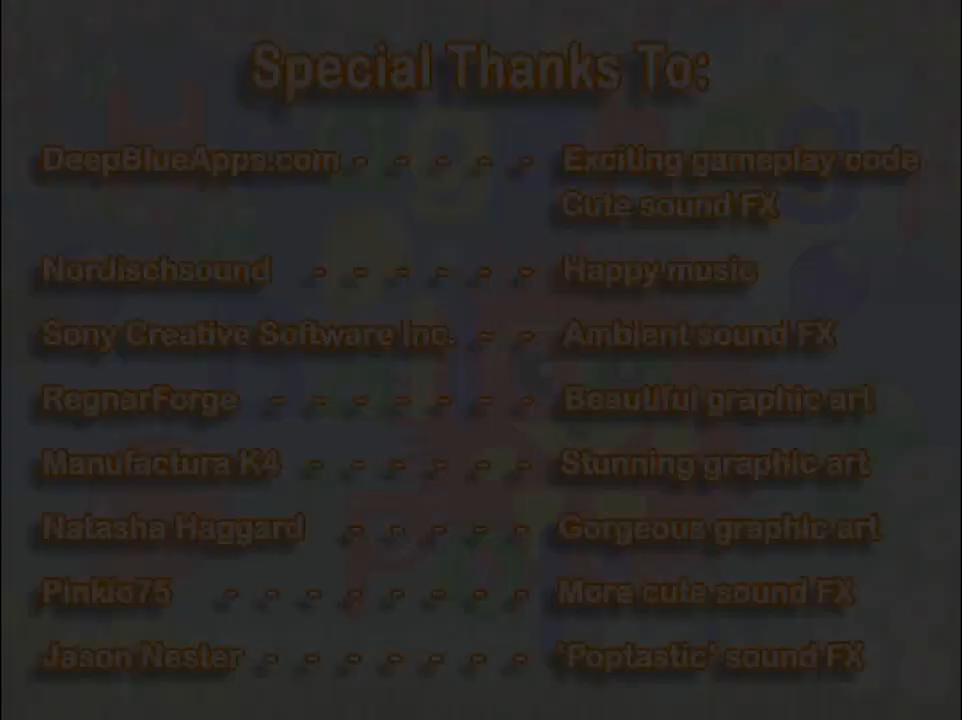 Special Thanks To:
DeepBlueApps.com - - - - - Exciting gameplay code
Cute sound FX
Nordischsound - - - - - - Happy music
Sony Creative Software Inc. - - Ambient sound FX
RegnarForge - - - - - - - Beautiful graphic art
Manufactura K4 - - - - - - Stunning graphic art
Natasha Haggard - - - - - Gorgeous graphic art
Pinkio75 - - - - - - - - More cute sound FX
Jason Nester - - - - - - - 'Poptastic' sound FX